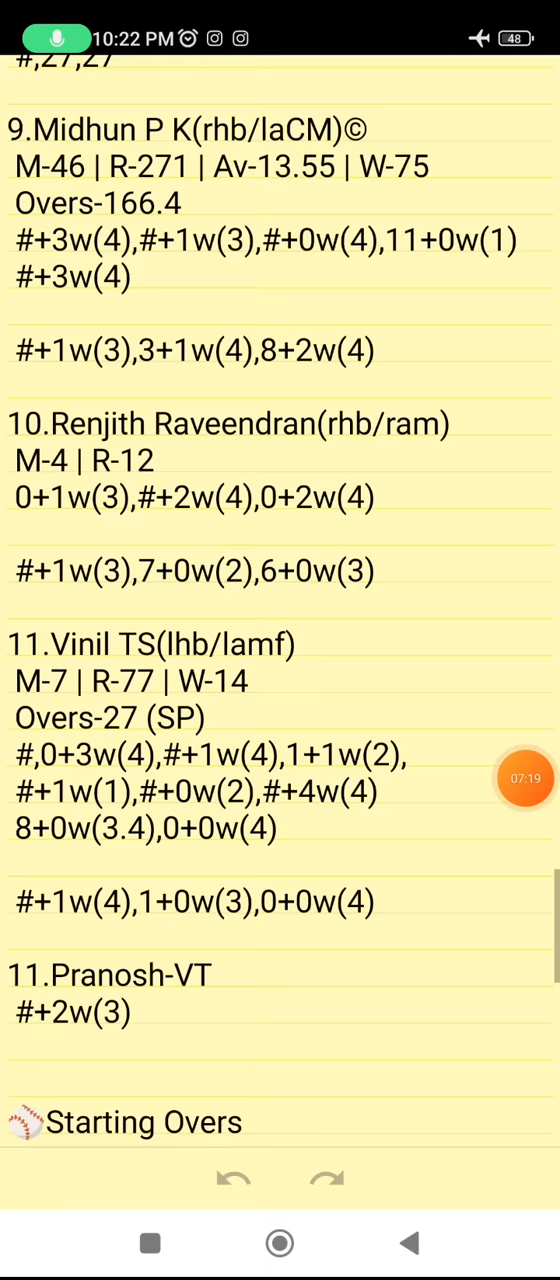 10:22 PM
48
#,27,27
9.Midhun P K(rhb/laCM)©
M-46 | R-271 | Av-13.55 | W-75
Overs-166.4
#+3w(4),#+1w(3),#+0w(4),11+0w(1)
#+3w(4)
#+1w(3),3+1w(4),8+2w(4)
10.Renjith Raveendran(rhb/ram)
M-4 | R-12
0+1w(3),#+2w(4),0+2w(4)
#+1w(3),7+0w(2),6+0w(3)
11.Vinil TS(lhb/lamf)
M-7 | R-77 | W-14
Overs-27 (SP)
#,0+3w(4),#+1w(4),1+1w(2),
07:19
#+1w(1),#+0w(2),#+4w(4)
8+0w(3.4),0+0w(4)
#+1w(4),1+0w(3),0+0w(4)
11.Pranosh-VT
#+2w(3)
⚾Starting Overs